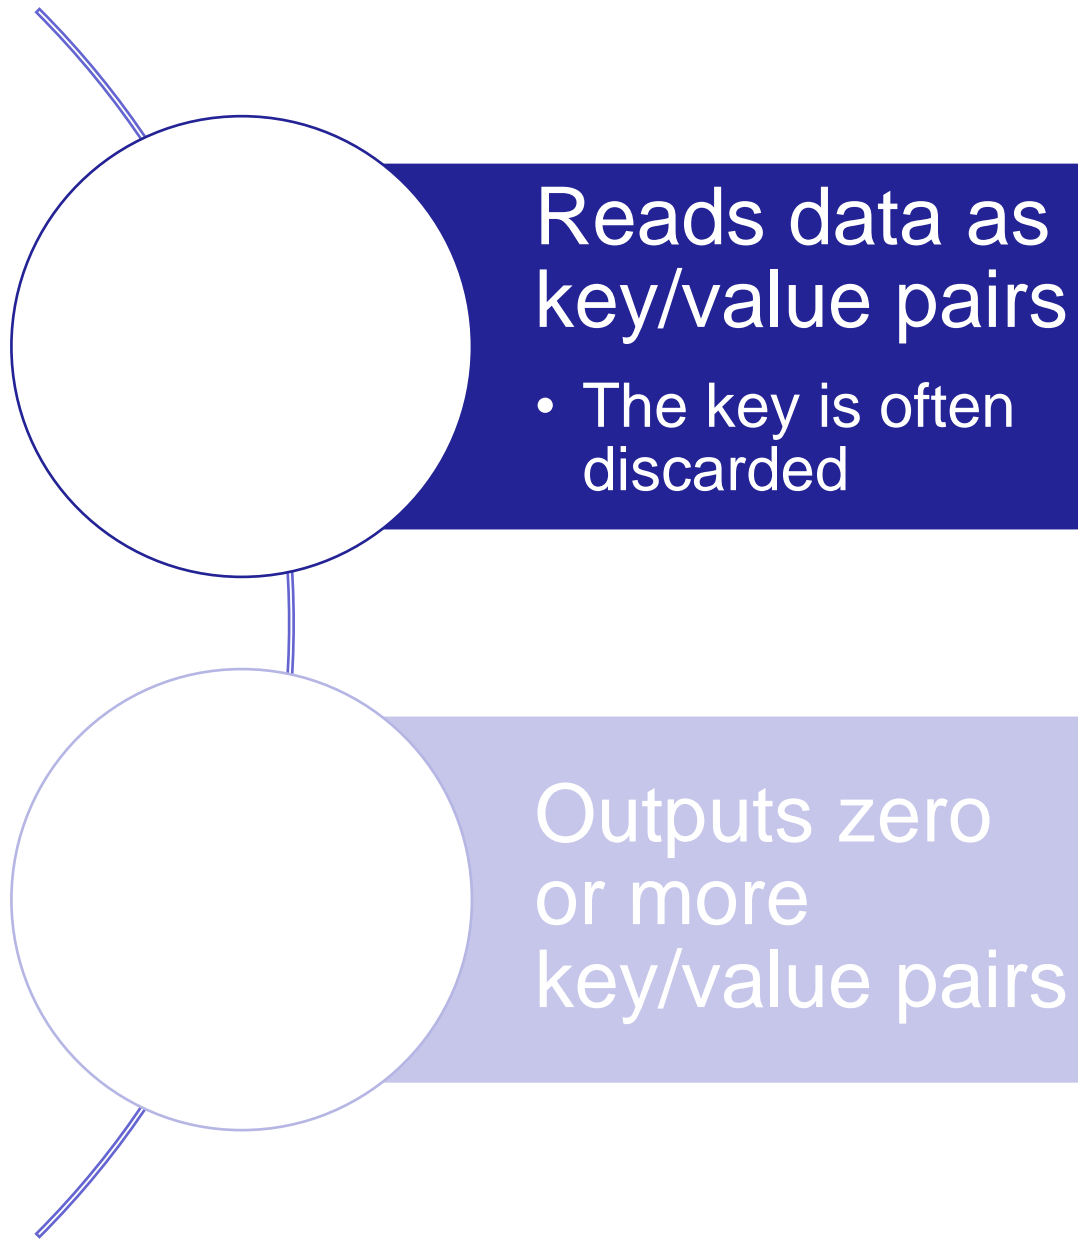 Reads data as
key/value pairs
• The key is often
discarded
Outputs zero
or more
key/value pairs